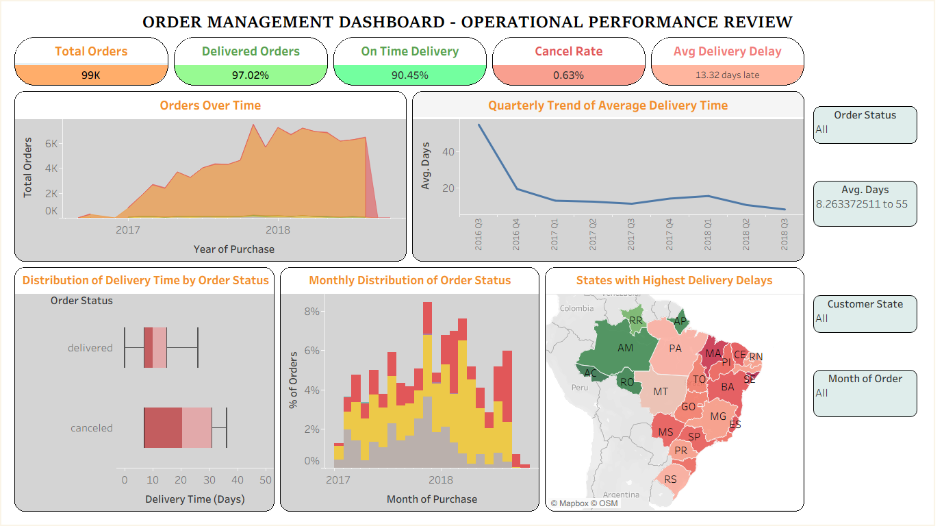 ORDER MANAGEMENT DASHBOARD - OPERATIONAL PERFORMANCE REVIEW
Total Orders
99K
Delivered Orders
97.02%
On Time Delivery
90.45%
Cancel Rate
0.63%
Avg Delivery Delay
13.32 days late
Orders Over Time
Total Orders
6K
4K
2K
0K
2017
2018
Year of Purchase
Quarterly Trend of Average Delivery Time
Avg. Days
40
20
2016 Q3
2016 Q4
2017 Q1
2017 Q2
2017 Q3
2017 Q4
2018 Q1
2018 Q2
2018 Q3
Order Status
All
Avg. Days
8.263372511 to 55
Distribution of Delivery Time by Order Status
Order Status
delivered
canceled
0 10 20 30 40 50
Delivery Time (Days)
Monthly Distribution of Order Status
% of Orders
8%
6%
4%
2%
0%
2017
2018
Month of Purchase
States with Highest Delivery Delays
Colombia
RR
AP
AM
PA
MA
CE
RN
PI
AC
RO
TO
SE
BA
Peru
MT
GO
MG
ES
MS
SP
PR
RS
Argentina
© Mapbox © OSM
Customer State
All
Month of Order
All